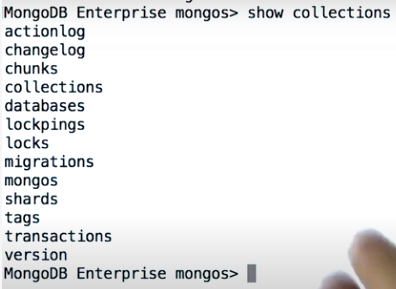 MongoDB Enterprise mongos> show collections
actionlog
changelog
chunks
collections
databases
lockpings
locks
migrations
mongos
shards
tags
transactions
version
MongoDB Enterprise mongos>